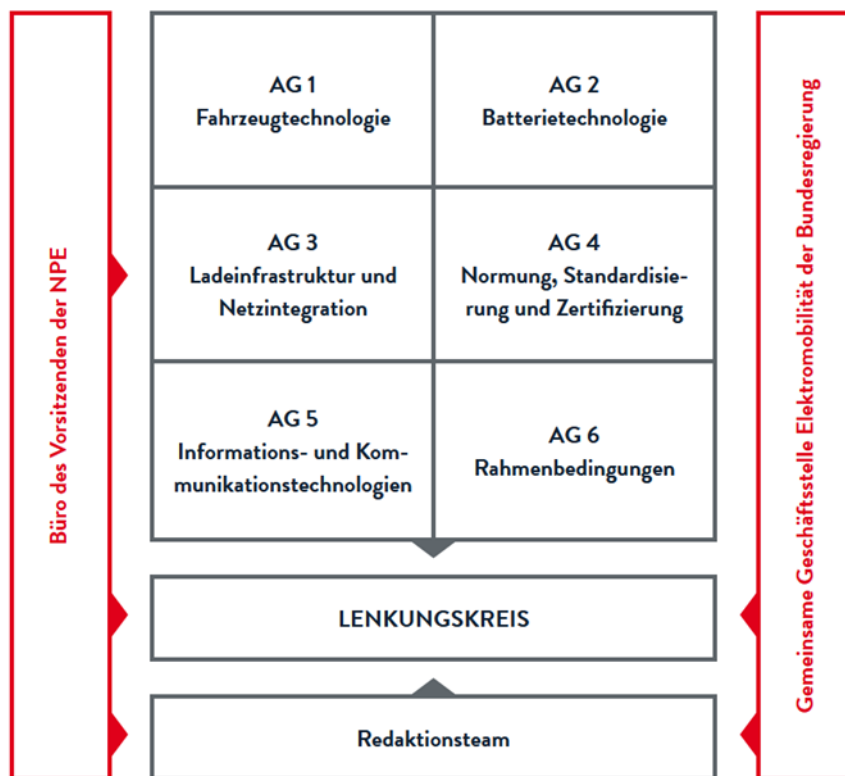 Büro des Vorsitzenden der NPE
AG 1
Fahrzeugtechnologie
AG 2
Batterietechnologie
AG 3
Ladeinfrastruktur und
Netzintegration
AG 4
Normung, Standardisie-
rung und Zertifizierung
AG 5
Informations- und Kom-
munikationstechnologien
AG 6
Rahmenbedingungen
LENKUNGSKREIS
Redaktionsteam
Gemeinsame Geschäftsstelle Elektromobilität der Bundesregierung